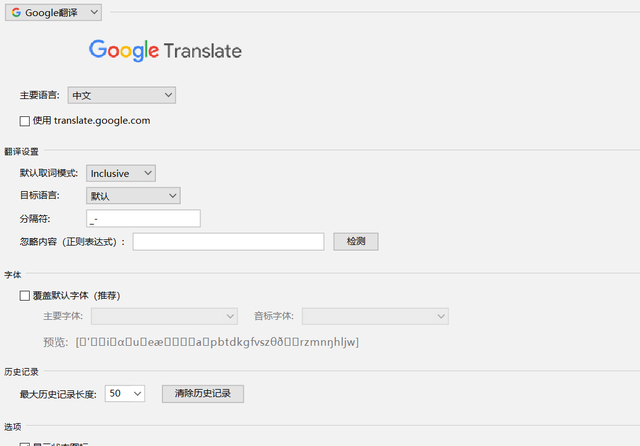 Google翻译
Google Translate
主要语言: 中文
使用 translate.google.com
翻译设置
默认取词模式: Inclusive
目标语言: 默认
分隔符: _-
忽略内容（正则表达式）: 检测
字体
覆盖默认字体（推荐）
主要字体: 音标字体:
预览: [▯'▯▯i▯ɑ▯u▯eæ▯▯▯▯a▯pbtdkgfvszθð▯▯rzmnŋhljw]
历史记录
最大历史记录长度: 50 清除历史记录
选项